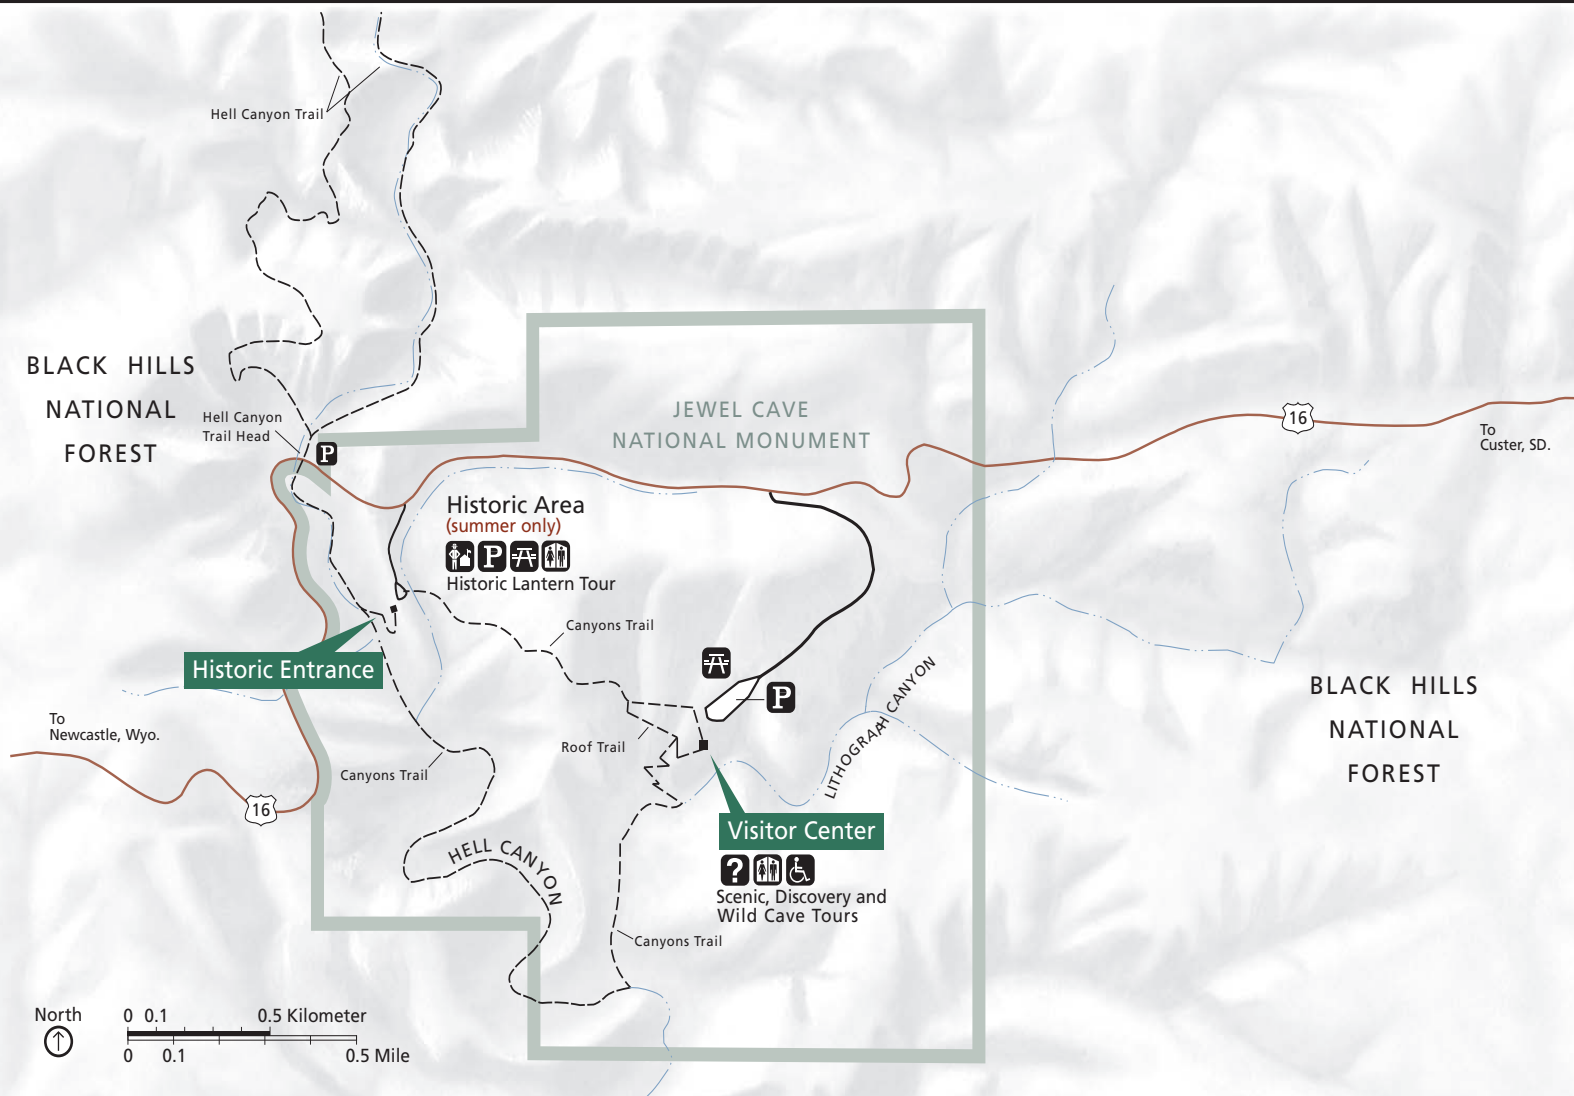 Hell Canyon Trail
BLACK HILLS
NATIONAL
FOREST
Hell Canyon
Trail Head
P
JEWEL CAVE
NATIONAL MONUMENT
16
To
Custer, SD.
Historic Area
(summer only)
P
Historic Lantern Tour
Canyons Trail
Historic Entrance
P
BLACK HILLS
NATIONAL
FOREST
LITHOGRAPH CANYON
To
Newcastle, Wyo.
Roof Trail
Canyons Trail
16
Visitor Center
?
Scenic, Discovery and
Wild Cave Tours
HELL CANYON
Canyons Trail
North
0 0.1 0.5 Kilometer
0 0.1 0.5 Mile